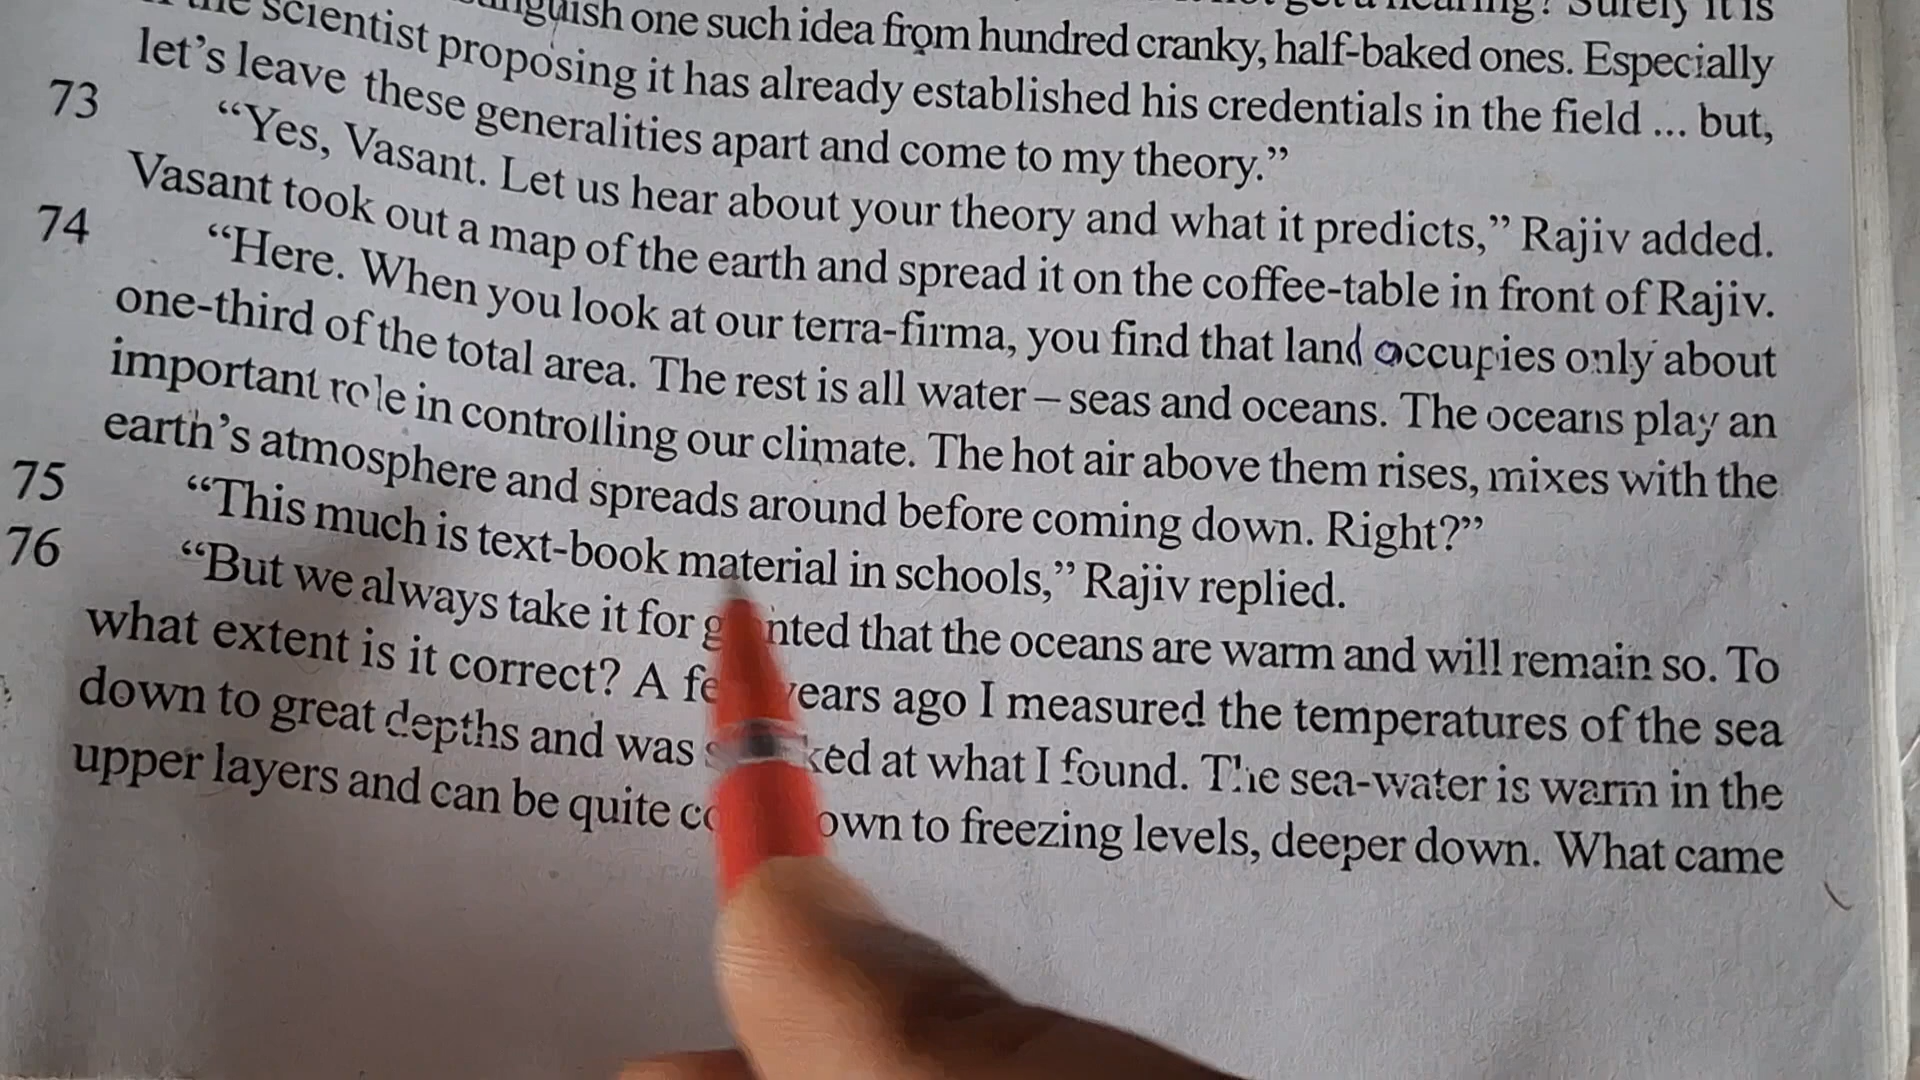 one such idea from hundred cranky, half-baked ones. Especially
the scientist proposing it has already established his credentials in the field ... but,
let's leave these generalities apart and come to my theory."
73 "Yes, Vasant. Let us hear about your theory and what it predicts," Rajiv added.
Vasant took out a map of the earth and spread it on the coffee-table in front of Rajiv.
74 "Here. When you look at our terra-firma, you find that land occupies only about
one-third of the total area. The rest is all water – seas and oceans. The oceans play an
important role in controlling our climate. The hot air above them rises, mixes with the
earth's atmosphere and spreads around before coming down. Right?"
75 "This much is text-book material in schools," Rajiv replied.
76 "But we always take it for that the oceans are warm and will remain so. To
what extent is it correct? A ago I measured the temperatures of the sea
down to great depths and was at what I found. The sea-water is warm in the
upper layers and can be quite to freezing levels, deeper down. What came